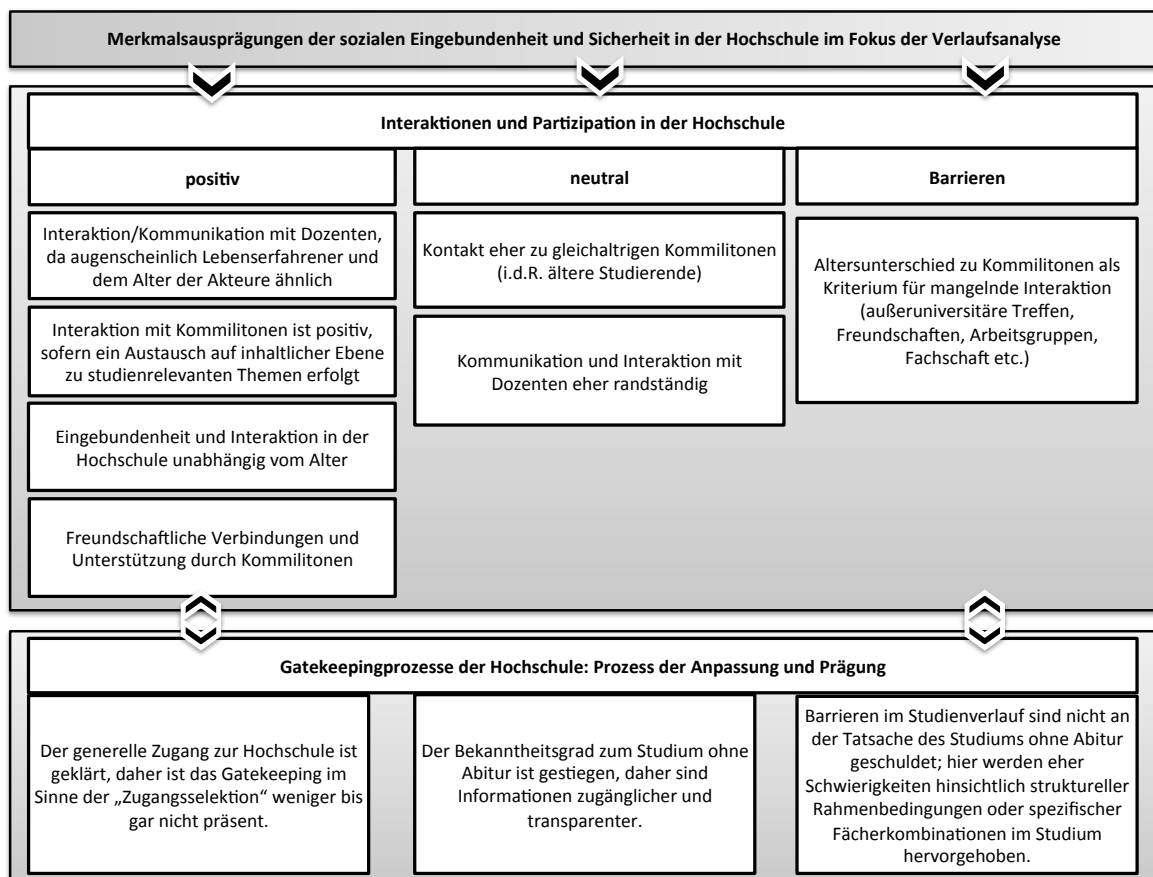 Merkmalsausprägungen der sozialen Eingebundenheit und Sicherheit in der Hochschule im Fokus der Verlaufsanalyse
Interaktionen und Partizipation in der Hochschule
positiv
Interaktion/Kommunikation mit Dozenten,
da augenscheinlich Lebenserfahrener und
dem Alter der Akteure ähnlich
Interaktion mit Kommilitonen ist positiv,
sofern ein Austausch auf inhaltlicher Ebene
zu studienrelevanten Themen erfolgt
Eingebundenheit und Interaktion in der
Hochschule unabhängig vom Alter
Freundschaftliche Verbindungen und
Unterstützung durch Kommilitonen
neutral
Kontakt eher zu gleichaltrigen Kommilitonen
(i.d.R. ältere Studierende)
Kommunikation und Interaktion mit
Dozenten eher randständig
Barrieren
Altersunterschied zu Kommilitonen als
Kriterium für mangelnde Interaktion
(außeruniversitäre Treffen,
Freundschaften, Arbeitsgruppen,
Fachschaft etc.)
Gatekeepingprozesse der Hochschule: Prozess der Anpassung und Prägung
Der generelle Zugang zur Hochschule ist
geklärt, daher ist das Gatekeeping im
Sinne der „Zugangsselektion“ weniger bis
gar nicht präsent.
Der Bekanntheitsgrad zum Studium ohne
Abitur ist gestiegen, daher sind
Informationen zugänglicher und
transparenter.
Barrieren im Studienverlauf sind nicht an
der Tatsache des Studiums ohne Abitur
geschuldet; hier werden eher
Schwierigkeiten hinsichtlich struktureller
Rahmenbedingungen oder spezifischer
Fächerkombinationen im Studium
hervorgehoben.